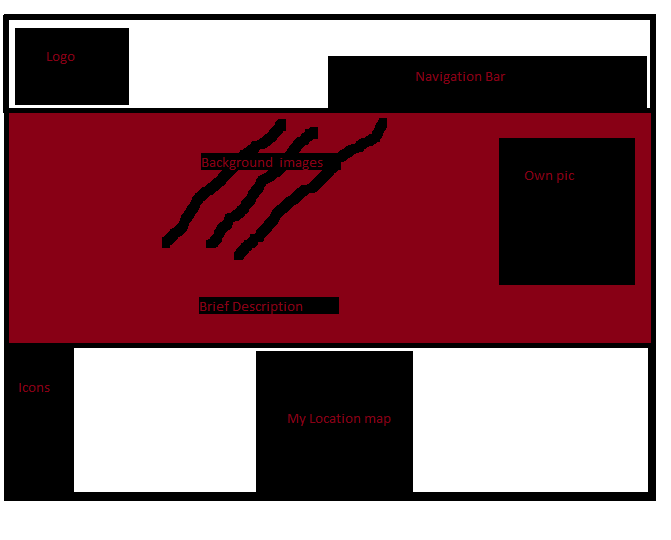 Logo
Navigation Bar
Background images
Own pic
Brief Description
Icons
My Location map